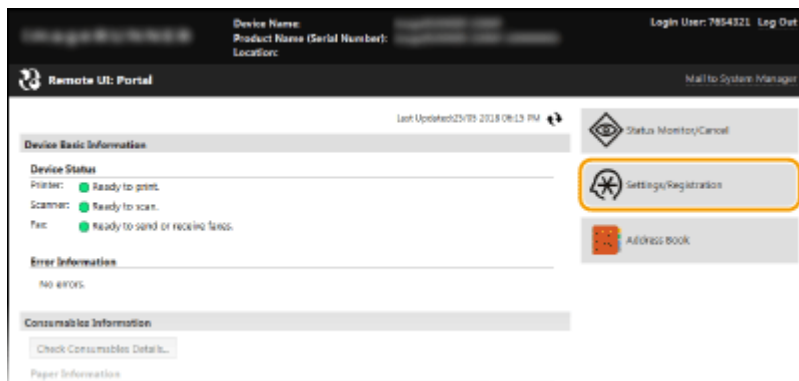 Device Name:
Login User: 7654321 Log Out
Product Name (Serial Number):
Location:
Remote UI: Portal
Mail to System Manager
Last Updated:25/05 2018 06:13 PM
Status Monitor/Cancel
Device Basic Information
Device Status
Printer: Ready to print.
Settings/Registration
Scanner: Ready to scan.
Fax: Ready to send or receive faxes.
Address Book
Error Information
No errors.
Consumables Information
Check Consumables Details...
Paper Information